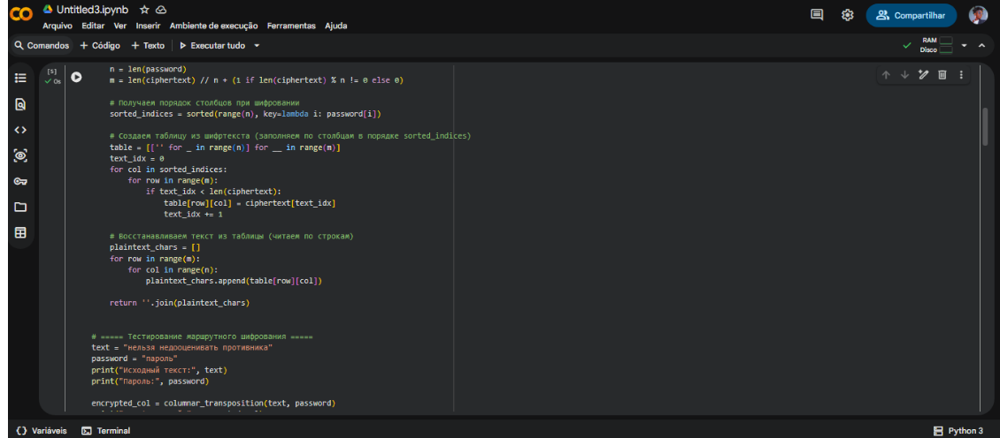 Untitled3.ipynb
Arquivo Editar Ver Inserir Ambiente de execução Ferramentas Ajuda
Compartilhar
Comandos + Código + Texto Executar tudo
RAM
Disco
[5]
0s
n = len(password)
m = len(ciphertext) // n + (1 if len(ciphertext) % n != 0 else 0)
# Получаем порядок столбцов при шифровании
sorted_indices = sorted(range(n), key=lambda i: password[i])
# Создаем таблицу из шифртекста (заполняем по столбцам в порядке sorted_indices)
table = [['' for _ in range(n)] for __ in range(m)]
text_idx = 0
for col in sorted_indices:
for row in range(m):
if text_idx < len(ciphertext):
table[row][col] = ciphertext[text_idx]
text_idx += 1
# Восстанавливаем текст из таблицы (читаем по строкам)
plaintext_chars = []
for row in range(m):
for col in range(n):
plaintext_chars.append(table[row][col])
return ''.join(plaintext_chars)
# ===== Тестирование маршрутного шифрования =====
text = "нельзя недооценивать противника"
password = "пароль"
print("Исходный текст:", text)
print("Пароль:", password)
encrypted_col = columnar_transposition(text, password)
Variáveis Terminal
Python 3